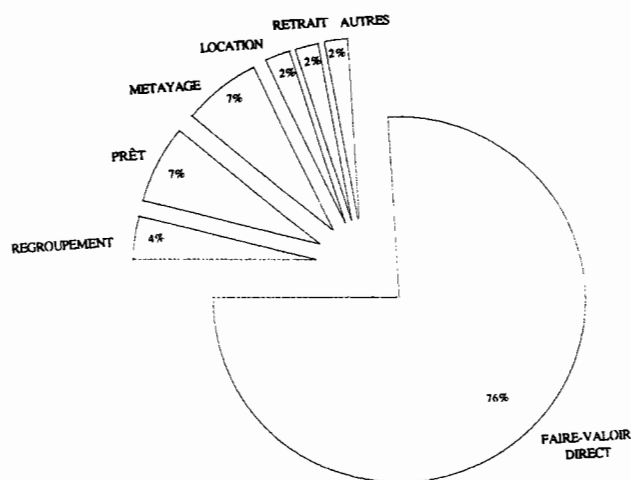 RETRAIT AUTRES
LOCATION
2% 2% 2%
METAYAGE
7%
PRÊT
7%
REGROUPEMENT
4%
76%
FAIRE-VALOIR
DIRECT